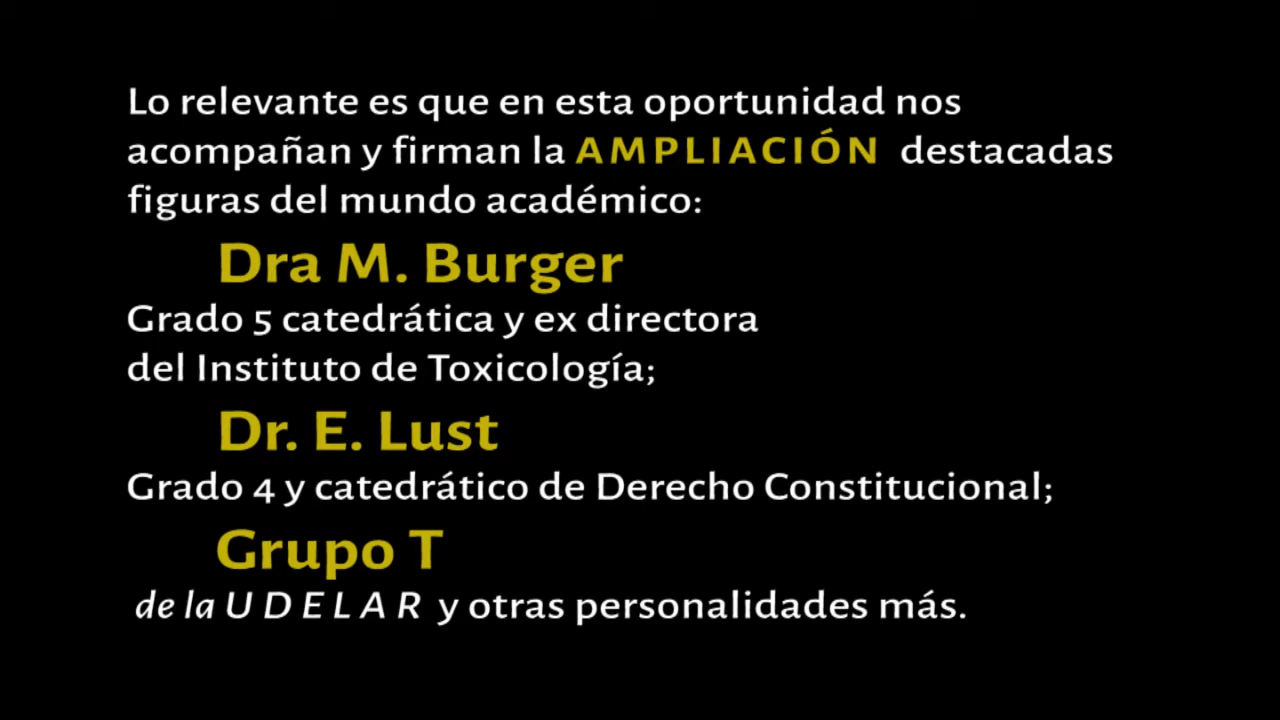 Lo relevante es que en esta oportunidad nos
acompañan y firman la AMPLIACIÓN destacadas
figuras del mundo académico:
Dra M. Burger
Grado 5 catedrática y ex directora
del Instituto de Toxicología;
Dr. E. Lust
Grado 4 y catedrático de Derecho Constitucional;
Grupo T
de la U D E L A R y otras personalidades más.